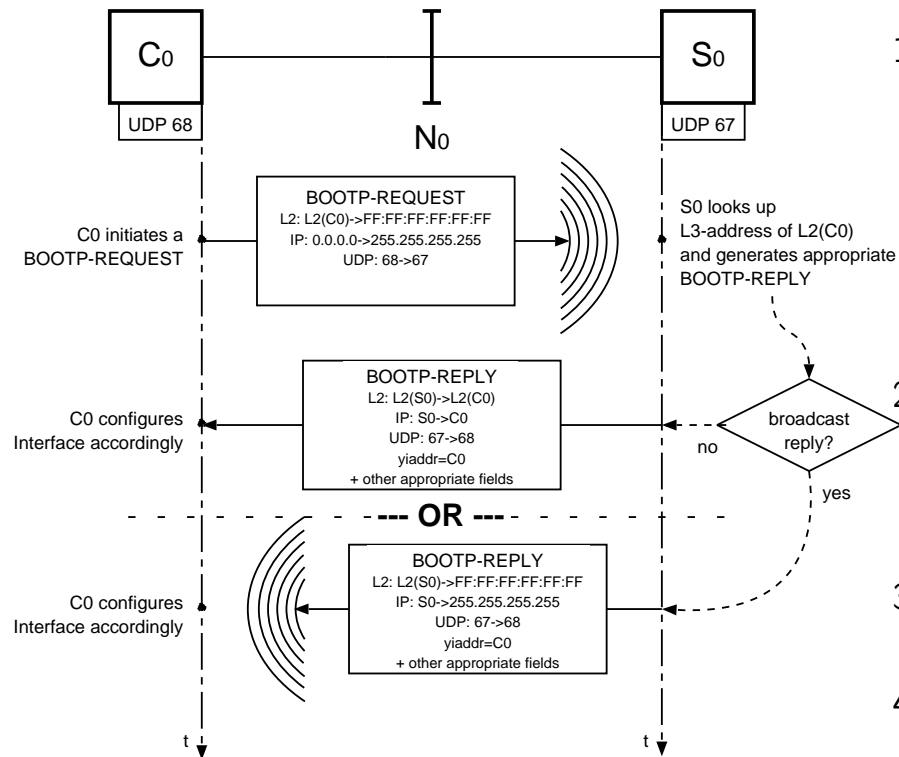 C0
S0
UDP 68
UDP 67
N0
1
BOOTP-REQUEST
L2: L2(C0)->FF:FF:FF:FF:FF:FF
IP: 0.0.0.0->255.255.255.255
UDP: 68->67
C0 initiates a
BOOTP-REQUEST
S0 looks up
L3-address of L2(C0)
and generates appropriate
BOOTP-REPLY
BOOTP-REPLY
L2: L2(S0)->L2(C0)
IP: S0->C0
UDP: 67->68
yiaddr=C0
+ other appropriate fields
C0 configures
Interface accordingly
broadcast
reply?
no
yes
2
--- OR ---
BOOTP-REPLY
L2: L2(S0)->FF:FF:FF:FF:FF:FF
IP: S0->255.255.255.255
UDP: 67->68
yiaddr=C0
+ other appropriate fields
C0 configures
Interface accordingly
3
4
t
t